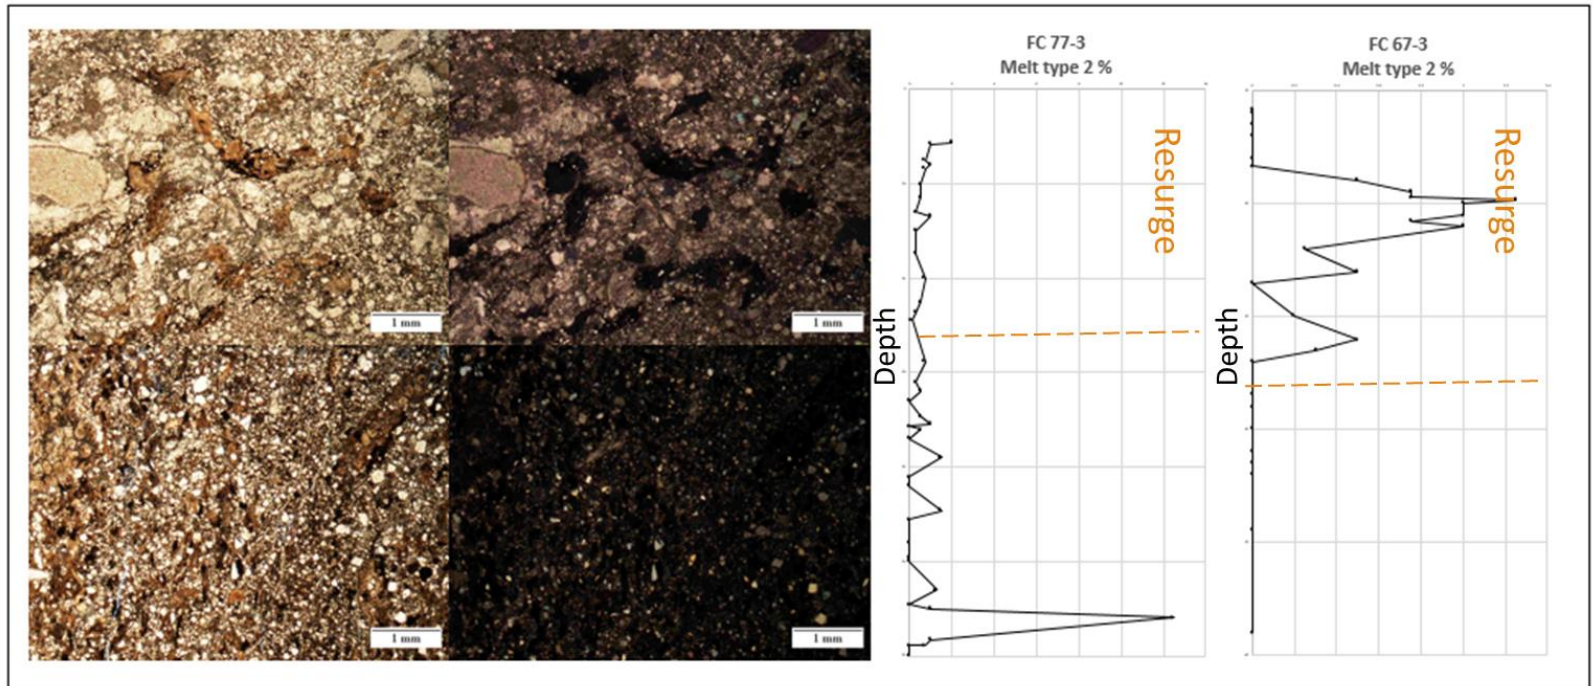 FC 77-3
Melt type 2 %
FC 67-3
Melt type 2 %
Resurge
Resurge
Depth
Depth
1 mm
1 mm
1 mm
1 mm